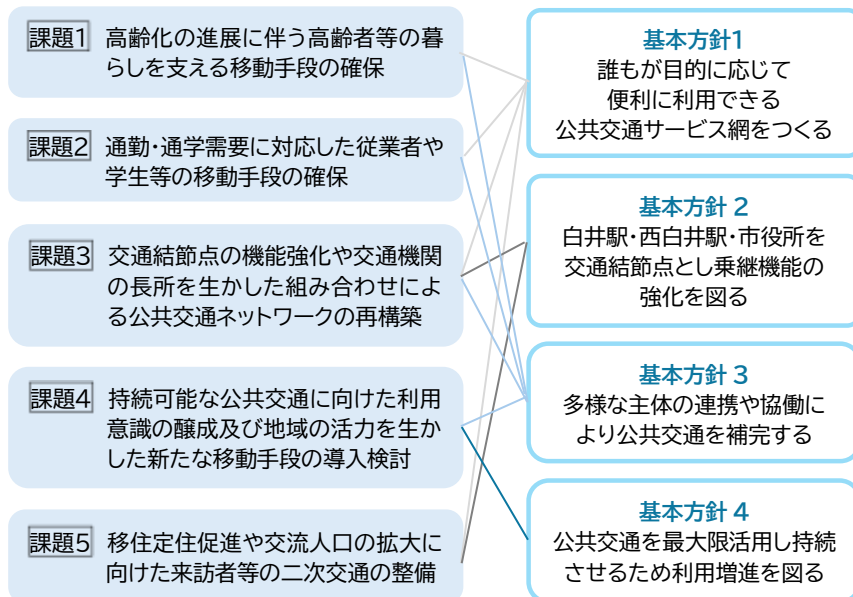 課題1 高齢化の進展に伴う高齢者等の暮
らしを支える移動手段の確保
課題2 通勤・通学需要に対応した従業者や
学生等の移動手段の確保
課題3 交通結節点の機能強化や交通機関
の長所を生かした組み合わせによ
る公共交通ネットワークの再構築
課題4 持続可能な公共交通に向けた利用
意識の醸成及び地域の活力を生か
した新たな移動手段の導入検討
課題5 移住定住促進や交流人口の拡大に
向けた来訪者等の二次交通の整備
基本方針1
誰もが目的に応じて
便利に利用できる
公共交通サービス網をつくる
基本方針 2
白井駅・西白井駅・市役所を
交通結節点とし乗継機能の
強化を図る
基本方針 3
多様な主体の連携や協働に
より公共交通を補完する
基本方針 4
公共交通を最大限活用し持続
させるため利用増進を図る